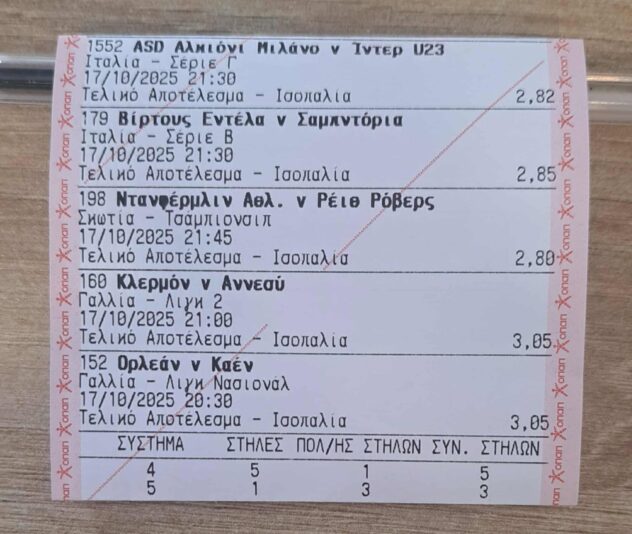 1552 ASD Αλκιόνι Μιλάνο v Ίντερ U23
Ιταλία - Σέριε Γ
17/10/2025 21:30
Τελικό Αποτέλεσμα - Ισοπαλία 2,82
179 Βίρτους Εντέλα v Σαμπντόρια
Ιταλία - Σέριε Β
17/10/2025 21:30
Τελικό Αποτέλεσμα - Ισοπαλία 2,85
198 Ντανφέρμλιν Αθλ. v Ρέιθ Ρόβερς
Σκωτία - Τσάμπιονσιπ
17/10/2025 21:45
Τελικό Αποτέλεσμα - Ισοπαλία 2,80
160 Κλερμόν v Αννεσύ
Γαλλία - Λιγκ 2
17/10/2025 21:00
Τελικό Αποτέλεσμα - Ισοπαλία 3,05
152 Ορλεάν v Καέν
Γαλλία - Λιγκ Νασιονάλ
17/10/2025 20:30
Τελικό Αποτέλεσμα - Ισοπαλία 3,05
ΣΥΣΤΗΜΑ ΣΤΗΛΕΣ ΠΟΛ/ΗΣ ΣΤΗΛΩΝ ΣΥΝ. ΣΤΗΛΩΝ
4 5 1 5
5 1 3 3
οπαπ